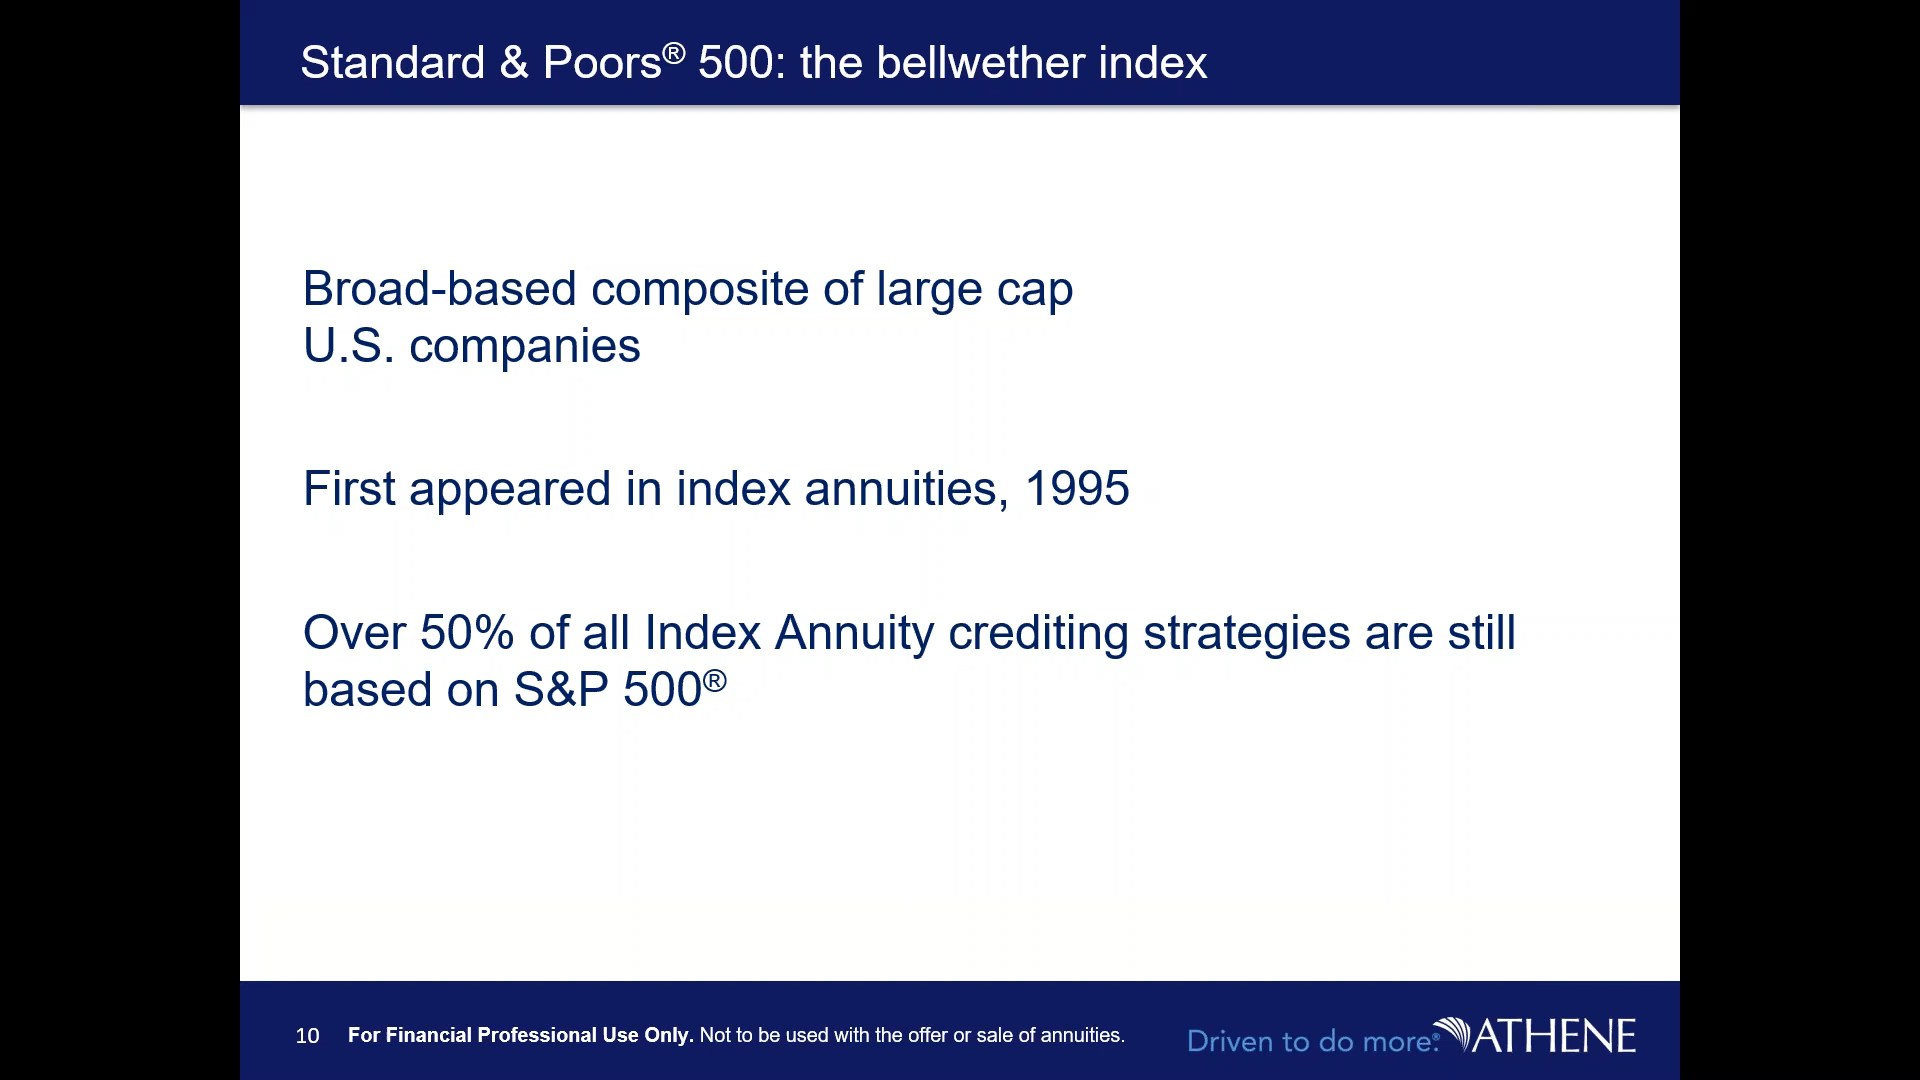 Standard & Poors® 500: the bellwether index
Broad-based composite of large cap
U.S. companies
First appeared in index annuities, 1995
Over 50% of all Index Annuity crediting strategies are still
based on S&P 500®
10 For Financial Professional Use Only. Not to be used with the offer or sale of annuities.
Driven to do more.® ATHENE